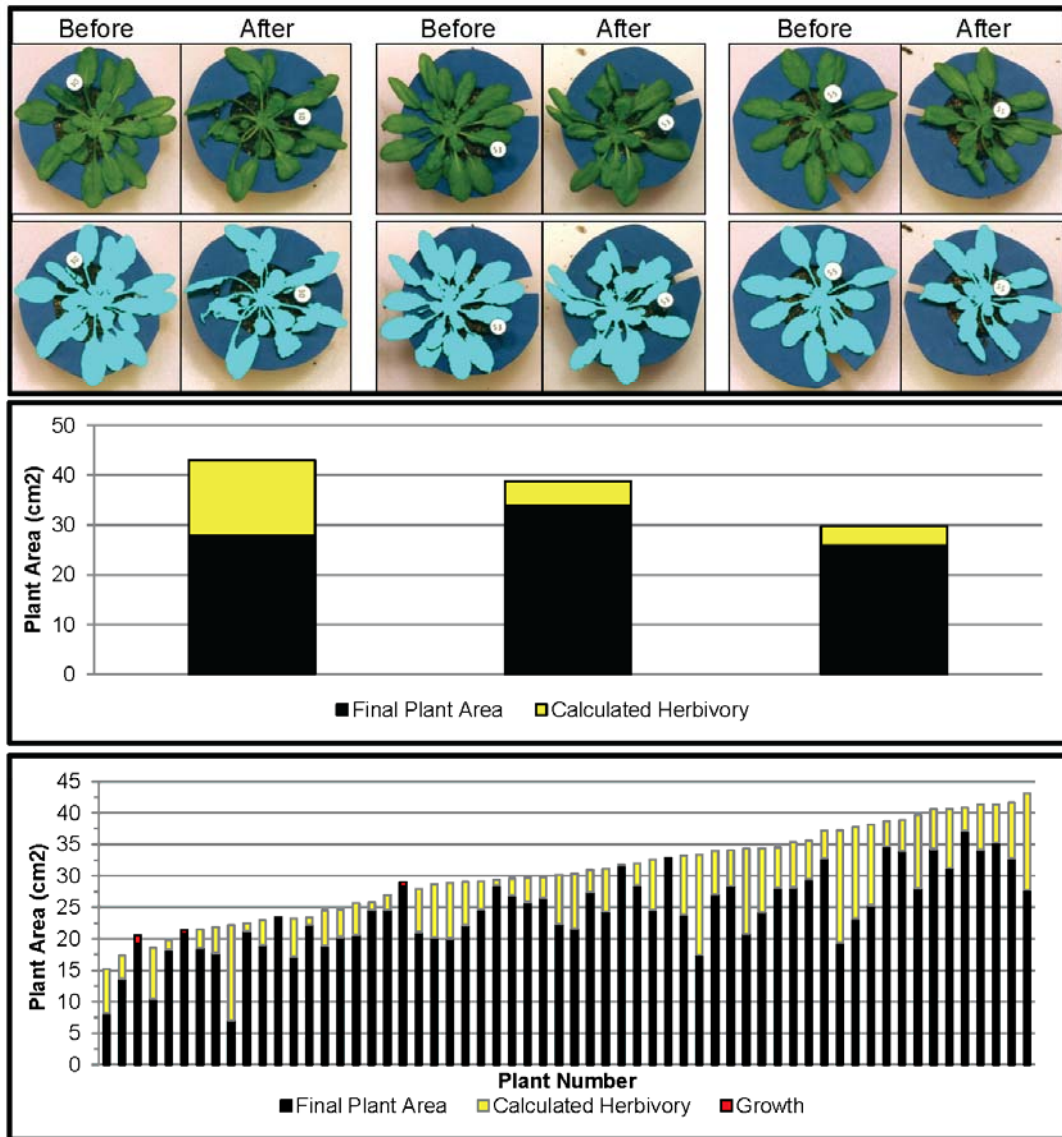 Before After Before After Before After
50
40
30
20
10
0
Plant Area (cm2)
Final Plant Area Calculated Herbivory
45
40
35
30
25
20
15
10
5
0
Plant Area (cm2)
Plant Number
Final Plant Area Calculated Herbivory Growth